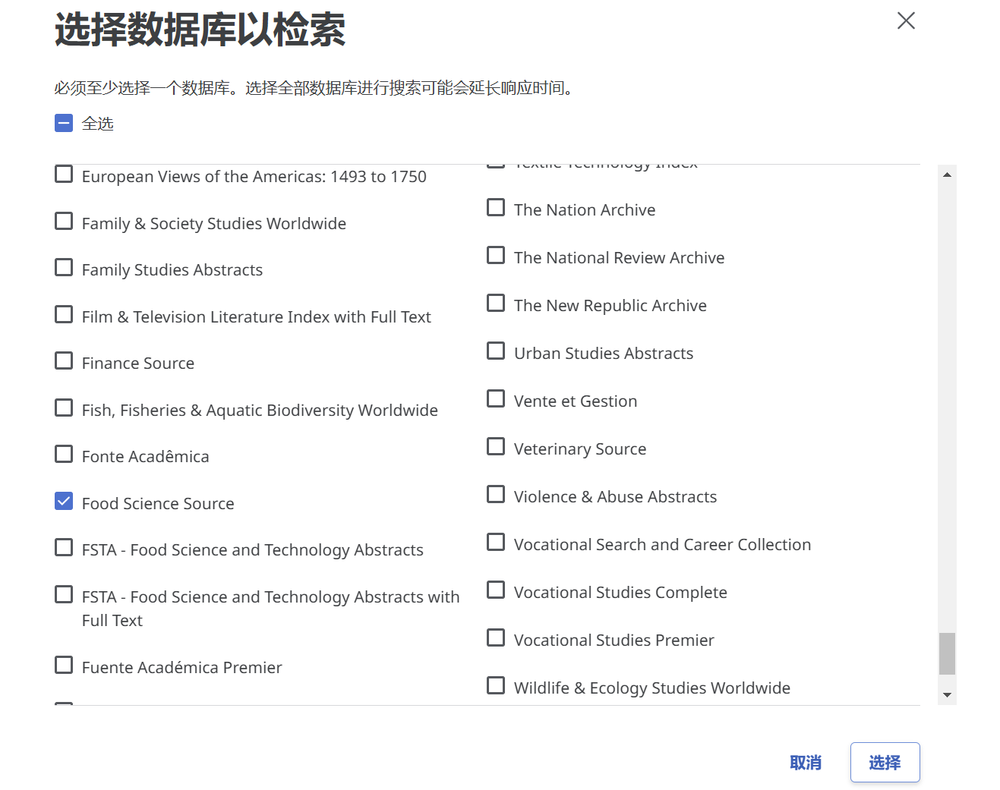 选择数据库以检索
必须至少选择一个数据库。选择全部数据库进行搜索可能会延长响应时间。
全选
European Views of the Americas: 1493 to 1750
Family & Society Studies Worldwide
Family Studies Abstracts
Film & Television Literature Index with Full Text
Finance Source
Fish, Fisheries & Aquatic Biodiversity Worldwide
Fonte Acadêmica
Food Science Source
FSTA - Food Science and Technology Abstracts
FSTA - Food Science and Technology Abstracts with
Full Text
Fuente Académica Premier
Textile Technology Index
The Nation Archive
The National Review Archive
The New Republic Archive
Urban Studies Abstracts
Vente et Gestion
Veterinary Source
Violence & Abuse Abstracts
Vocational Search and Career Collection
Vocational Studies Complete
Vocational Studies Premier
Wildlife & Ecology Studies Worldwide
取消
选择